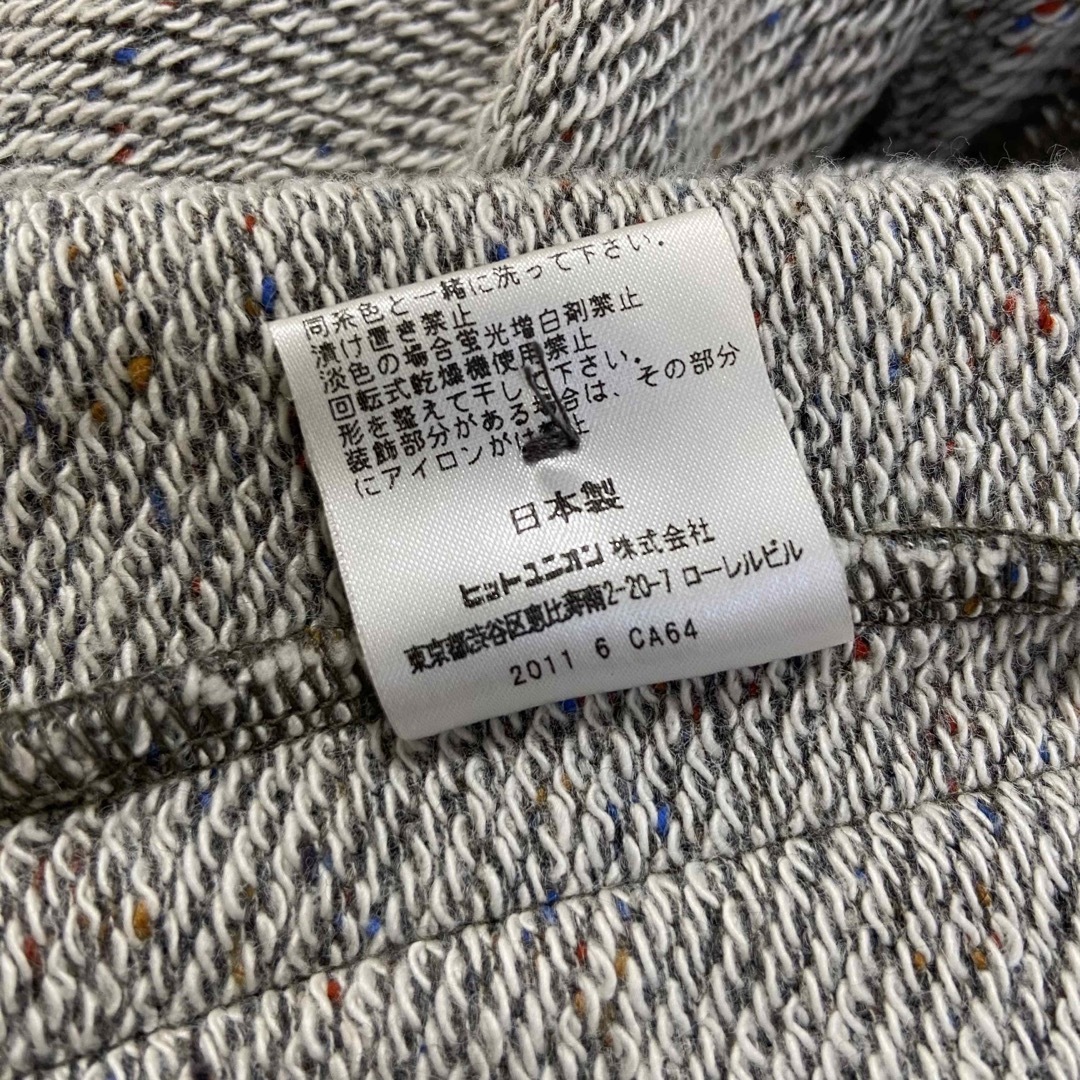 同系色と一緒に洗って下さい.
漬け置き禁止
淡色の場合蛍光増白剤禁止
回転式乾燥機使用禁止
形を整えて干して下さい.
装飾部分がある場合は、その部分
にアイロンがけ禁止
日本製
ヒットユニオン 株式会社
東京都渋谷区恵比寿南2-20-7 ローレルビル
2011 6 CA64